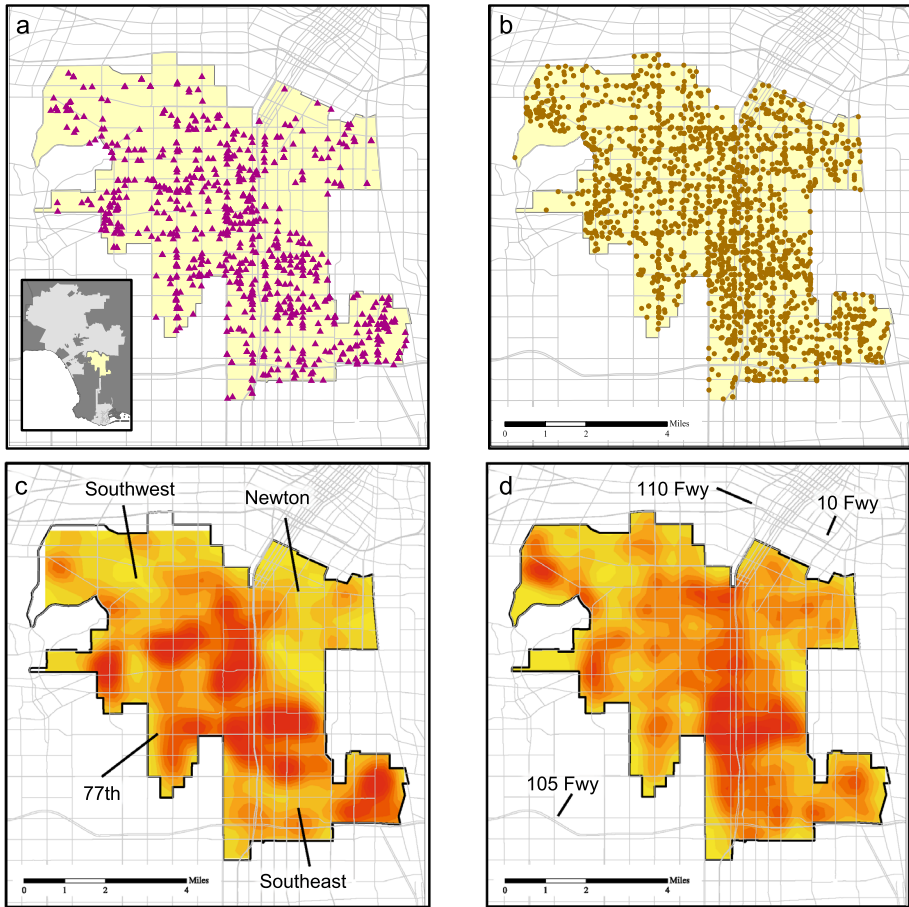 a
b
0 1 2 4 Miles
c
Southwest
Newton
77th
Southeast
0 1 2 4 Miles
d
110 Fwy
10 Fwy
105 Fwy
0 1 2 4 Miles